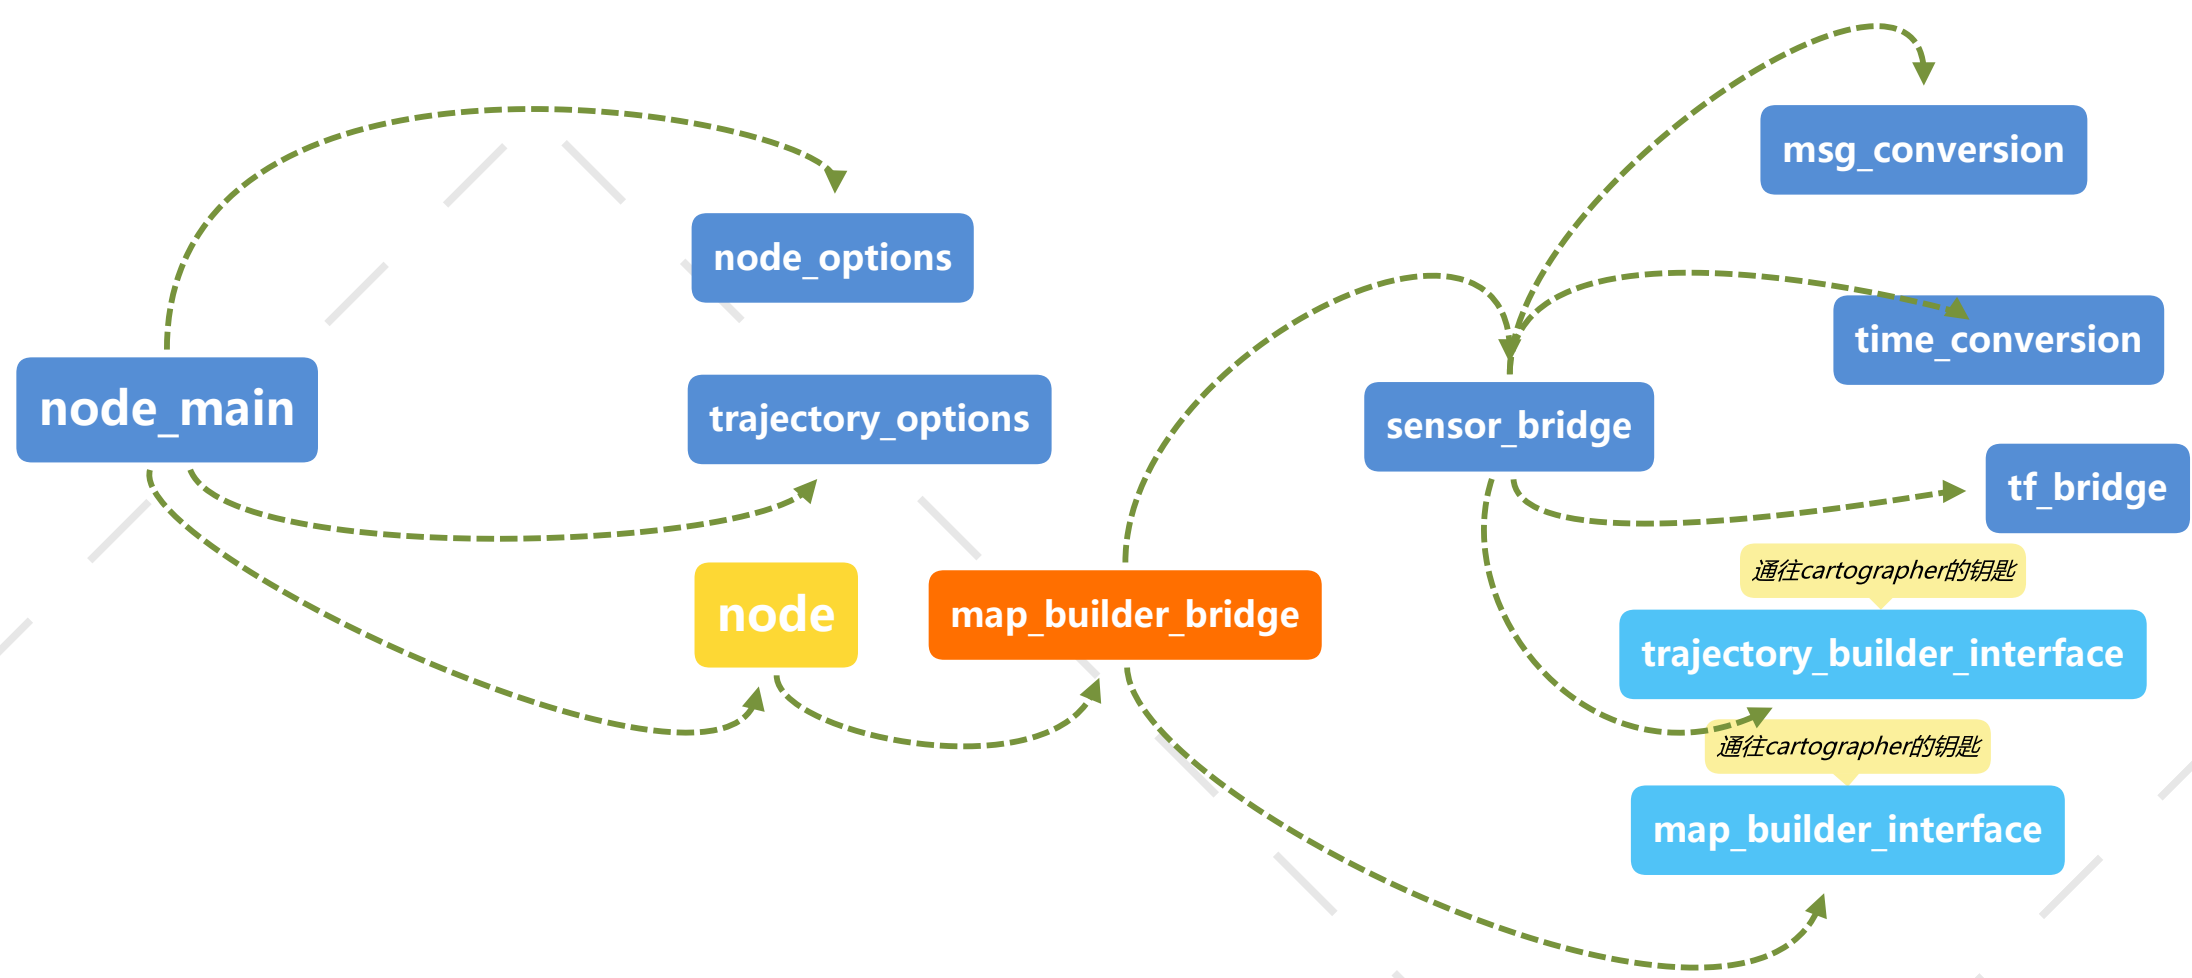 node_main
node_options
trajectory_options
node
map_builder_bridge
sensor_bridge
msg_conversion
time_conversion
tf_bridge
通往cartographer的钥匙
trajectory_builder_interface
通往cartographer的钥匙
map_builder_interface